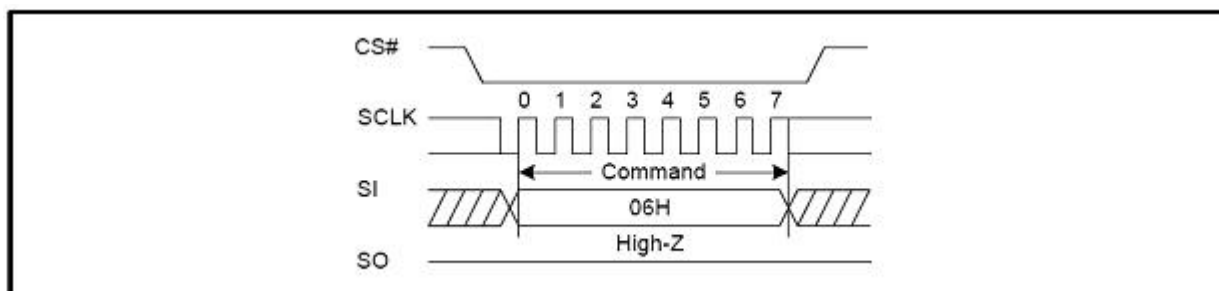 CS#
0 1 2 3 4 5 6 7
SCLK
Command
SI
06H
High-Z
SO